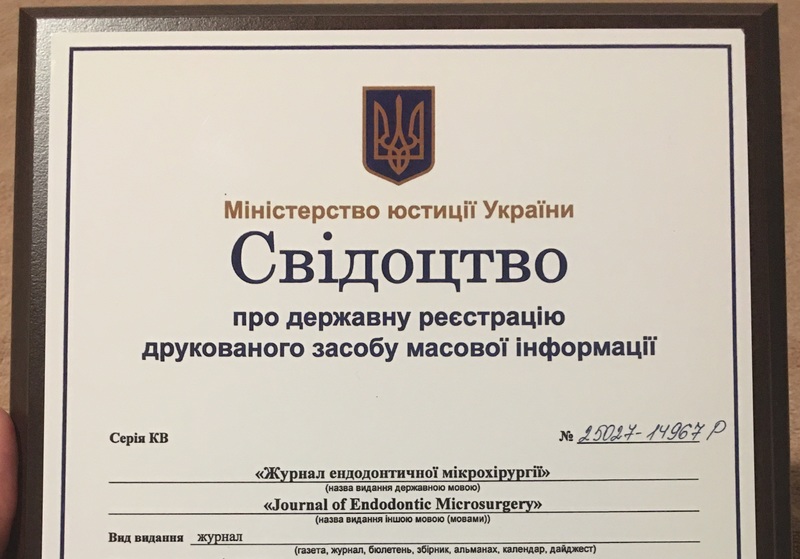 Міністерство юстиції України
Свідоцтво
про державну реєстрацію
друкованого засобу масової інформації
Серія КВ № 25027-14967 Р
«Журнал ендодонтичної мікрохірургії»
(назва видання державною мовою)
«Journal of Endodontic Microsurgery»
(назва видання іншою мовою (мовами))
Вид видання журнал
(газета, журнал, бюлетень, збірник, альманах, календар, дайджест)